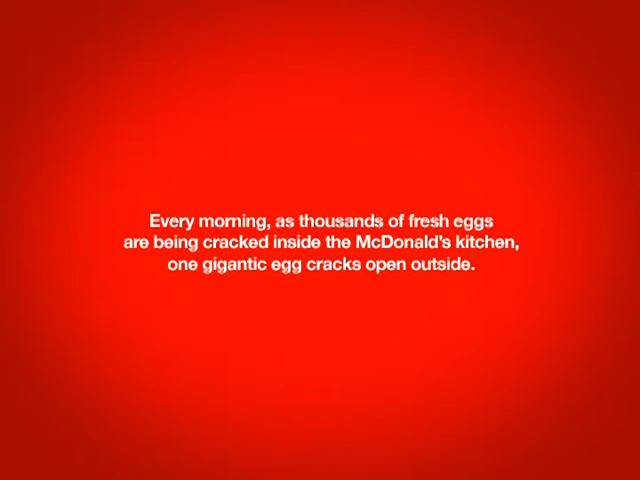 Every morning, as thousands of fresh eggs
are being cracked inside the McDonald's kitchen,
one gigantic egg cracks open outside.